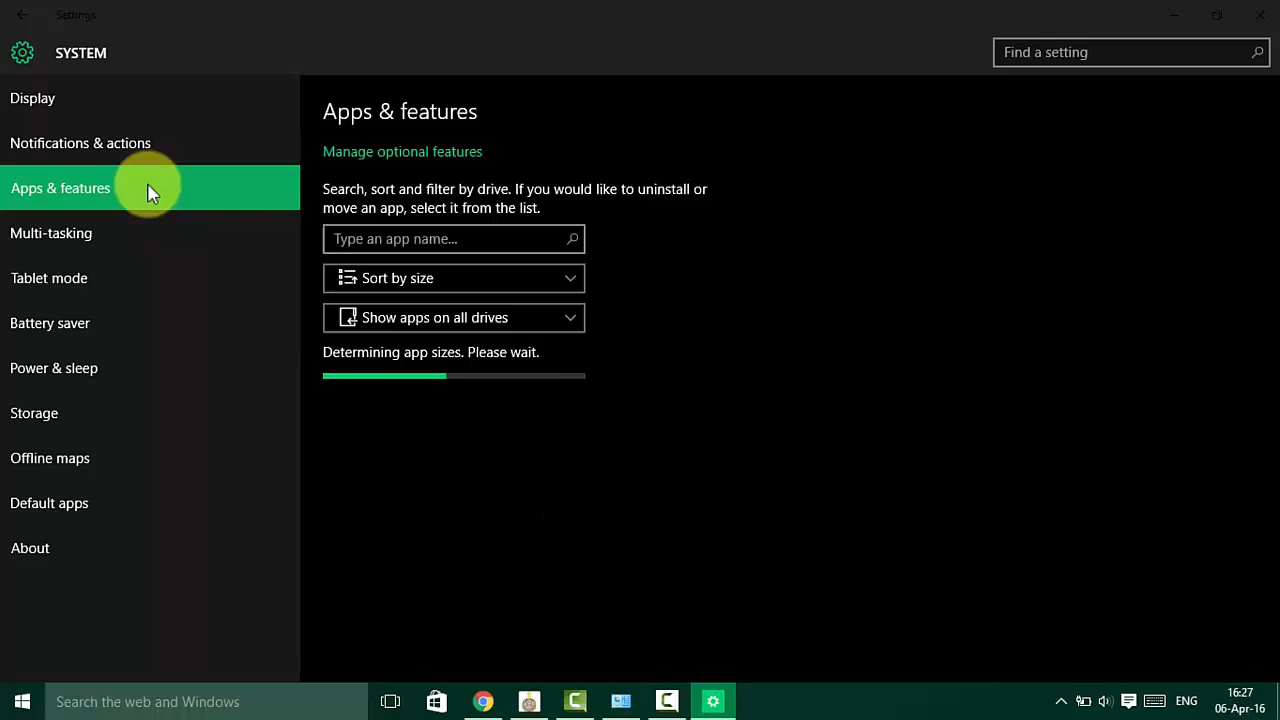 Settings
SYSTEM
Find a setting
Display
Notifications & actions
Apps & features
Multi-tasking
Tablet mode
Battery saver
Power & sleep
Storage
Offline maps
Default apps
About
Apps & features
Manage optional features
Search, sort and filter by drive. If you would like to uninstall or
move an app, select it from the list.
Type an app name...
Sort by size
Show apps on all drives
Determining app sizes. Please wait.
Search the web and Windows
ENG
16:27
06-Apr-16